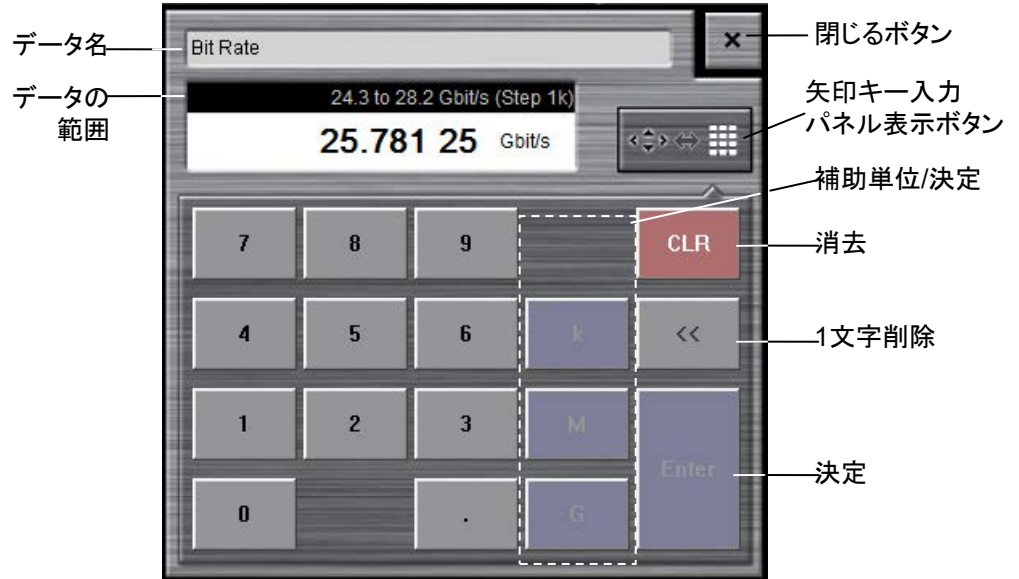 データ名
Bit Rate
×
閉じるボタン
データの
範囲
24.3 to 28.2 Gbit/s (Step 1k)
25.781 25 Gbit/s
矢印キー入力
パネル表示ボタン
補助単位/決定
7 8 9 CLR
消去
4 5 6 k <<
1文字削除
1 2 3 M
Enter
決定
0 . G